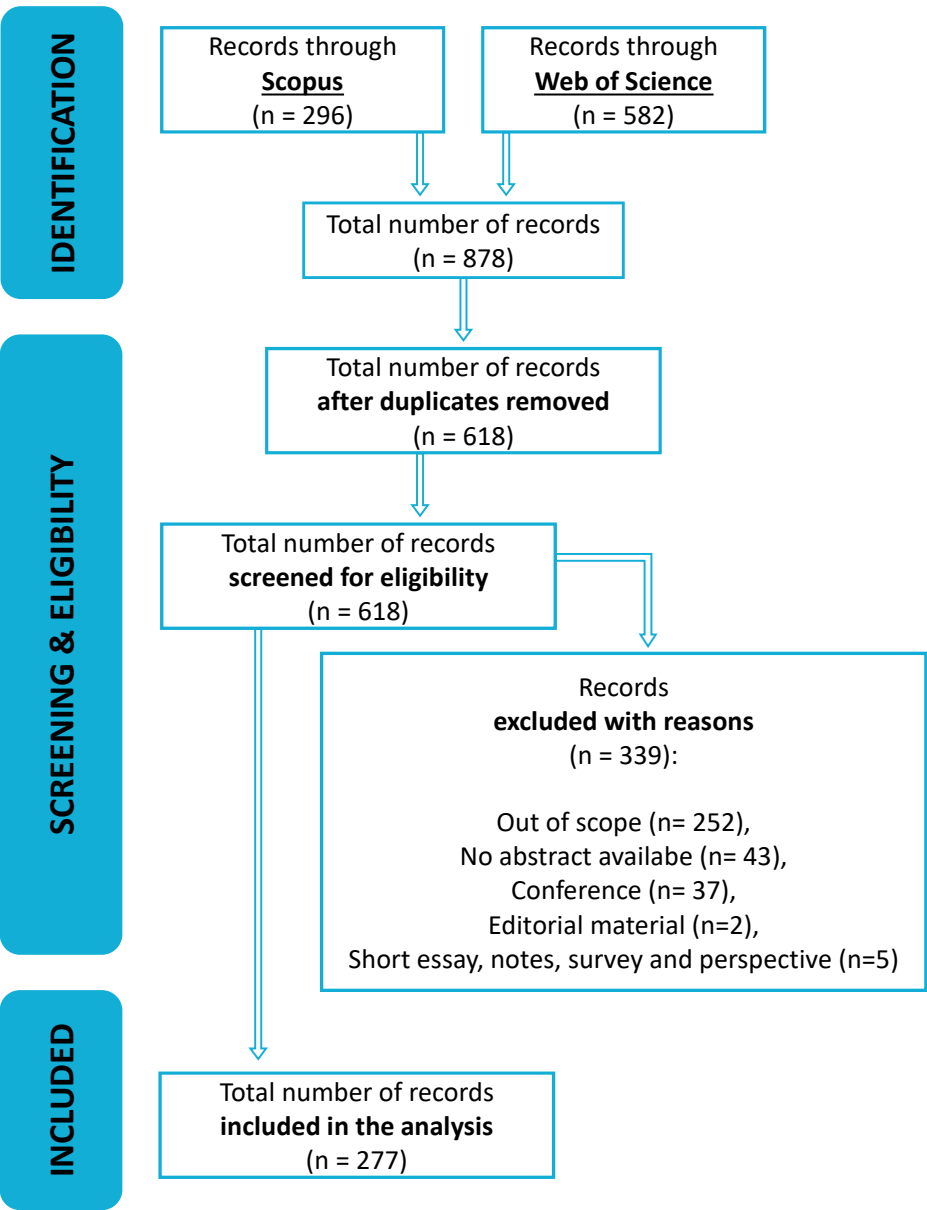 IDENTIFICATION
Records through
Scopus
(n = 296)
Records through
Web of Science
(n = 582)
Total number of records
(n = 878)
SCREENING & ELIGIBILITY
Total number of records
after duplicates removed
(n = 618)
Total number of records
screened for eligibility
(n = 618)
Records
excluded with reasons
(n = 339):
Out of scope (n= 252),
No abstract availabe (n= 43),
Conference (n= 37),
Editorial material (n=2),
Short essay, notes, survey and perspective (n=5)
INCLUDED
Total number of records
included in the analysis
(n = 277)